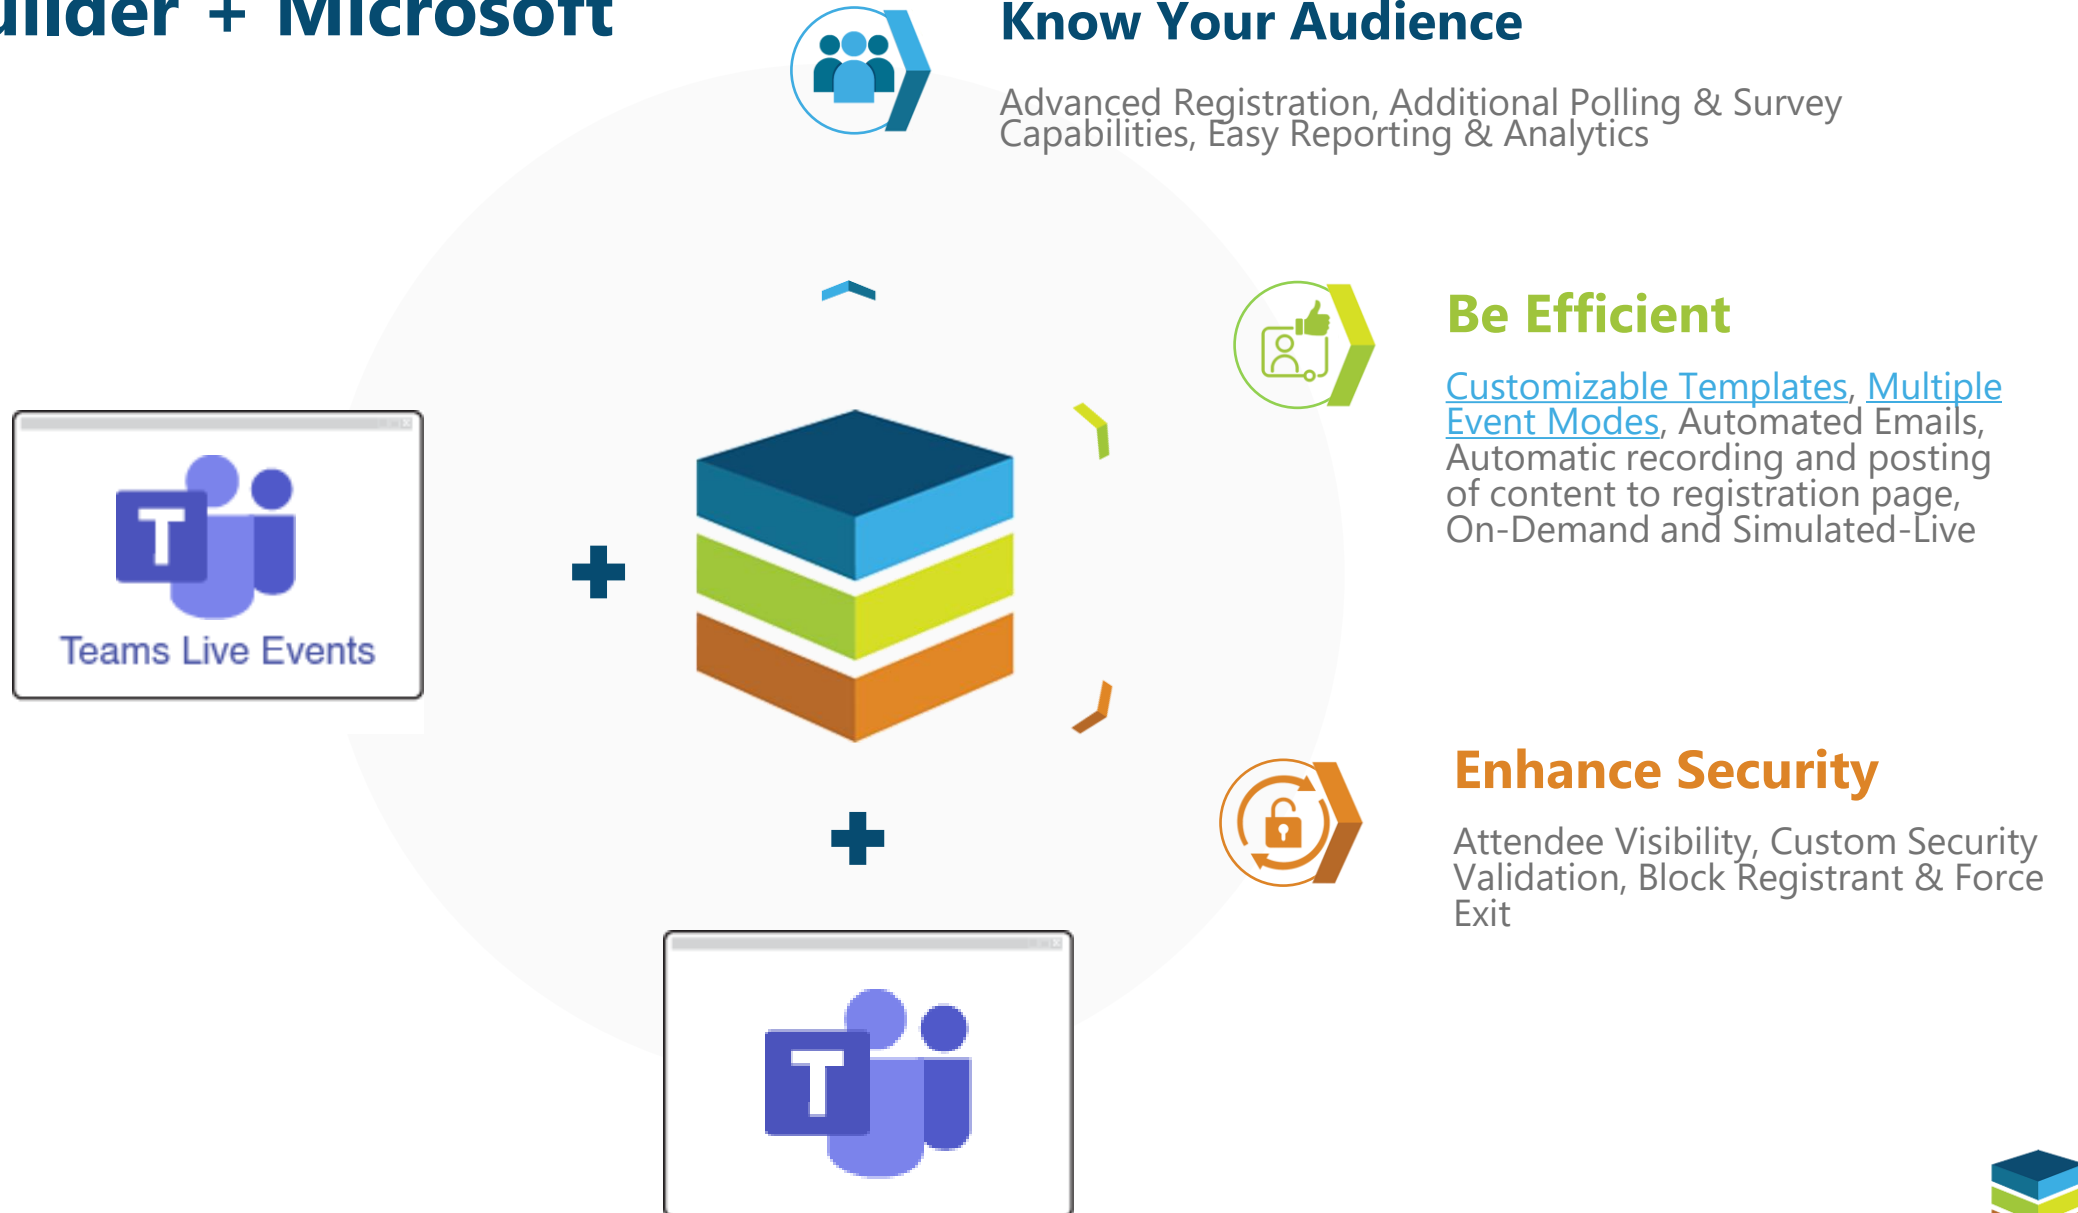 uilder + Microsoft
Know Your Audience
Advanced Registration, Additional Polling & Survey
Capabilities, Easy Reporting & Analytics
Be Efficient
Customizable Templates, Multiple
Event Modes, Automated Emails,
Automatic recording and posting
of content to registration page,
On-Demand and Simulated-Live
T
Teams Live Events
Enhance Security
Attendee Visibility, Custom Security
Validation, Block Registrant & Force
Exit
T